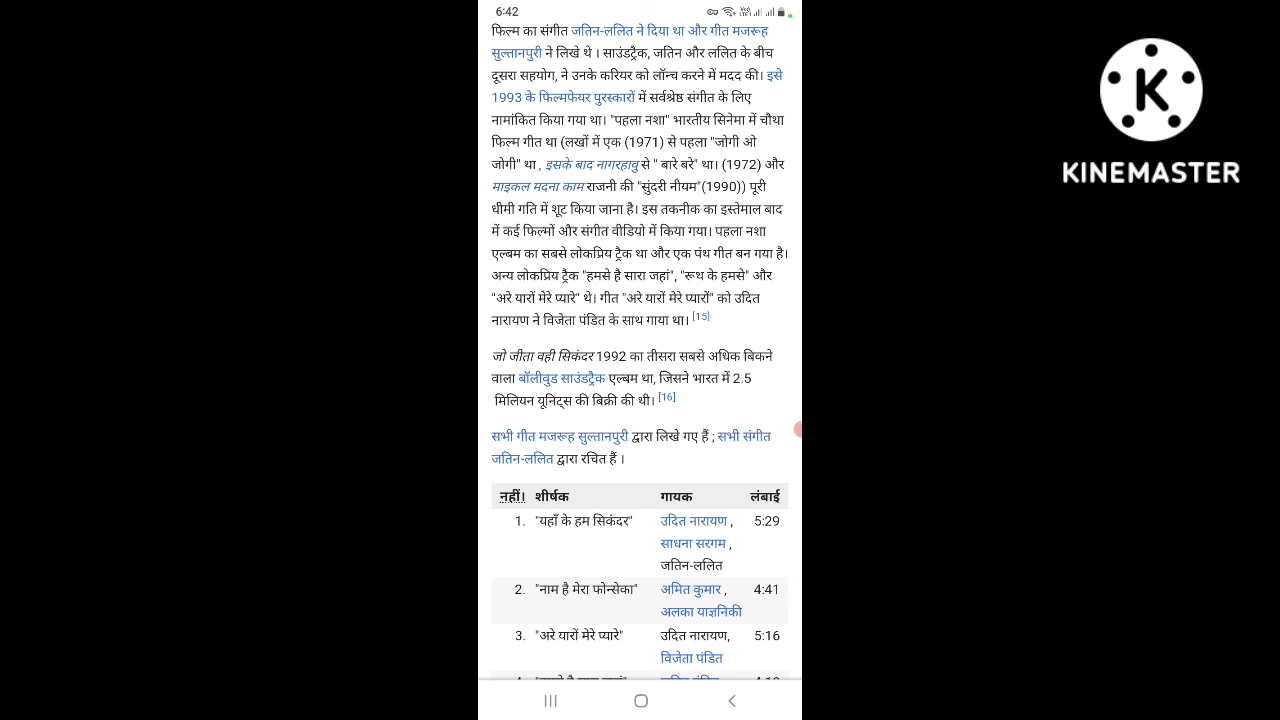 6:42
फिल्म का संगीत जतिन-ललित ने दिया था और गीत मजरूह
सुल्तानपुरी ने लिखे थे । साउंडट्रैक, जतिन और ललित के बीच
दूसरा सहयोग, ने उनके करियर को लॉन्च करने में मदद की। इसे
1993 के फिल्मफेयर पुरस्कारों में सर्वश्रेष्ठ संगीत के लिए
नामांकित किया गया था। "पहला नशा" भारतीय सिनेमा में चौथा
फिल्म गीत था (लखों में एक (1971) से पहला "जोगी ओ
जोगी" था , इसके बाद नागरहावु से " बारे बरे" था। (1972) और
माइकल मदना काम राजनी की "सुंदरी नीयम"(1990)) पूरी
धीमी गति में शूट किया जाना है। इस तकनीक का इस्तेमाल बाद
में कई फिल्मों और संगीत वीडियो में किया गया। पहला नशा
एल्बम का सबसे लोकप्रिय ट्रैक था और एक पंथ गीत बन गया है।
अन्य लोकप्रिय ट्रैक "हमसे है सारा जहां", "रूथ के हमसे" और
"अरे यारों मेरे प्यारे" थे। गीत "अरे यारों मेरे प्यारों" को उदित
नारायण ने विजेता पंडित के साथ गाया था। [15]
जो जीता वही सिकंदर 1992 का तीसरा सबसे अधिक बिकने
वाला बॉलीवुड साउंडट्रैक एल्बम था, जिसने भारत में 2.5
मिलियन यूनिट्स की बिक्री की थी। [16]
सभी गीत मजरूह सुल्तानपुरी द्वारा लिखे गए हैं ; सभी संगीत
जतिन-ललित द्वारा रचित हैं ।
नहीं। शीर्षक गायक लंबाई
1. "यहाँ के हम सिकंदर" उदित नारायण , 5:29
साधना सरगम ,
जतिन-ललित
2. "नाम है मेरा फोन्सेका" अमित कुमार , 4:41
अलका याज्ञनिकी
3. "अरे यारों मेरे प्यारे" उदित नारायण, 5:16
विजेता पंडित
K
KINEMASTER